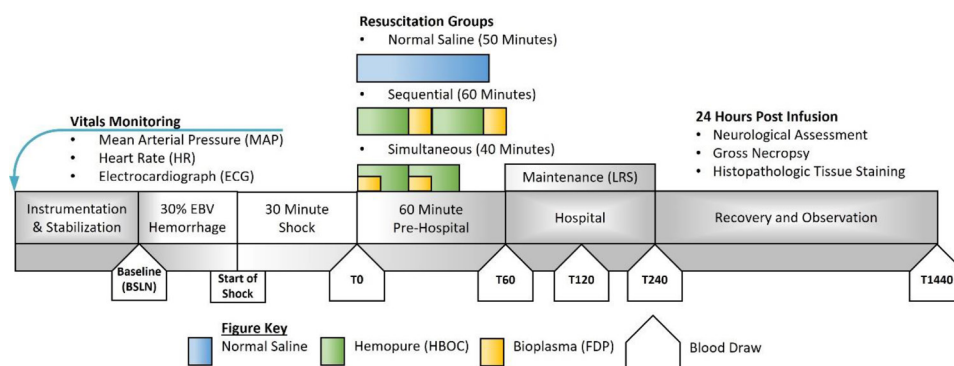 Resuscitation Groups
• Normal Saline (50 Minutes)
• Sequential (60 Minutes)
• Simultaneous (40 Minutes)
Vitals Monitoring
• Mean Arterial Pressure (MAP)
• Heart Rate (HR)
• Electrocardiograph (ECG)
24 Hours Post Infusion
• Neurological Assessment
• Gross Necropsy
• Histopathologic Tissue Staining
Maintenance (LRS)
Instrumentation
& Stabilization
30% EBV
Hemorrhage
30 Minute
Shock
60 Minute
Pre-Hospital
Hospital
Recovery and Observation
Baseline
(BSLN)
Start of
Shock
T0
T60
T120
T240
T1440
Figure Key
Normal Saline
Hemopure (HBOC)
Bioplasma (FDP)
Blood Draw